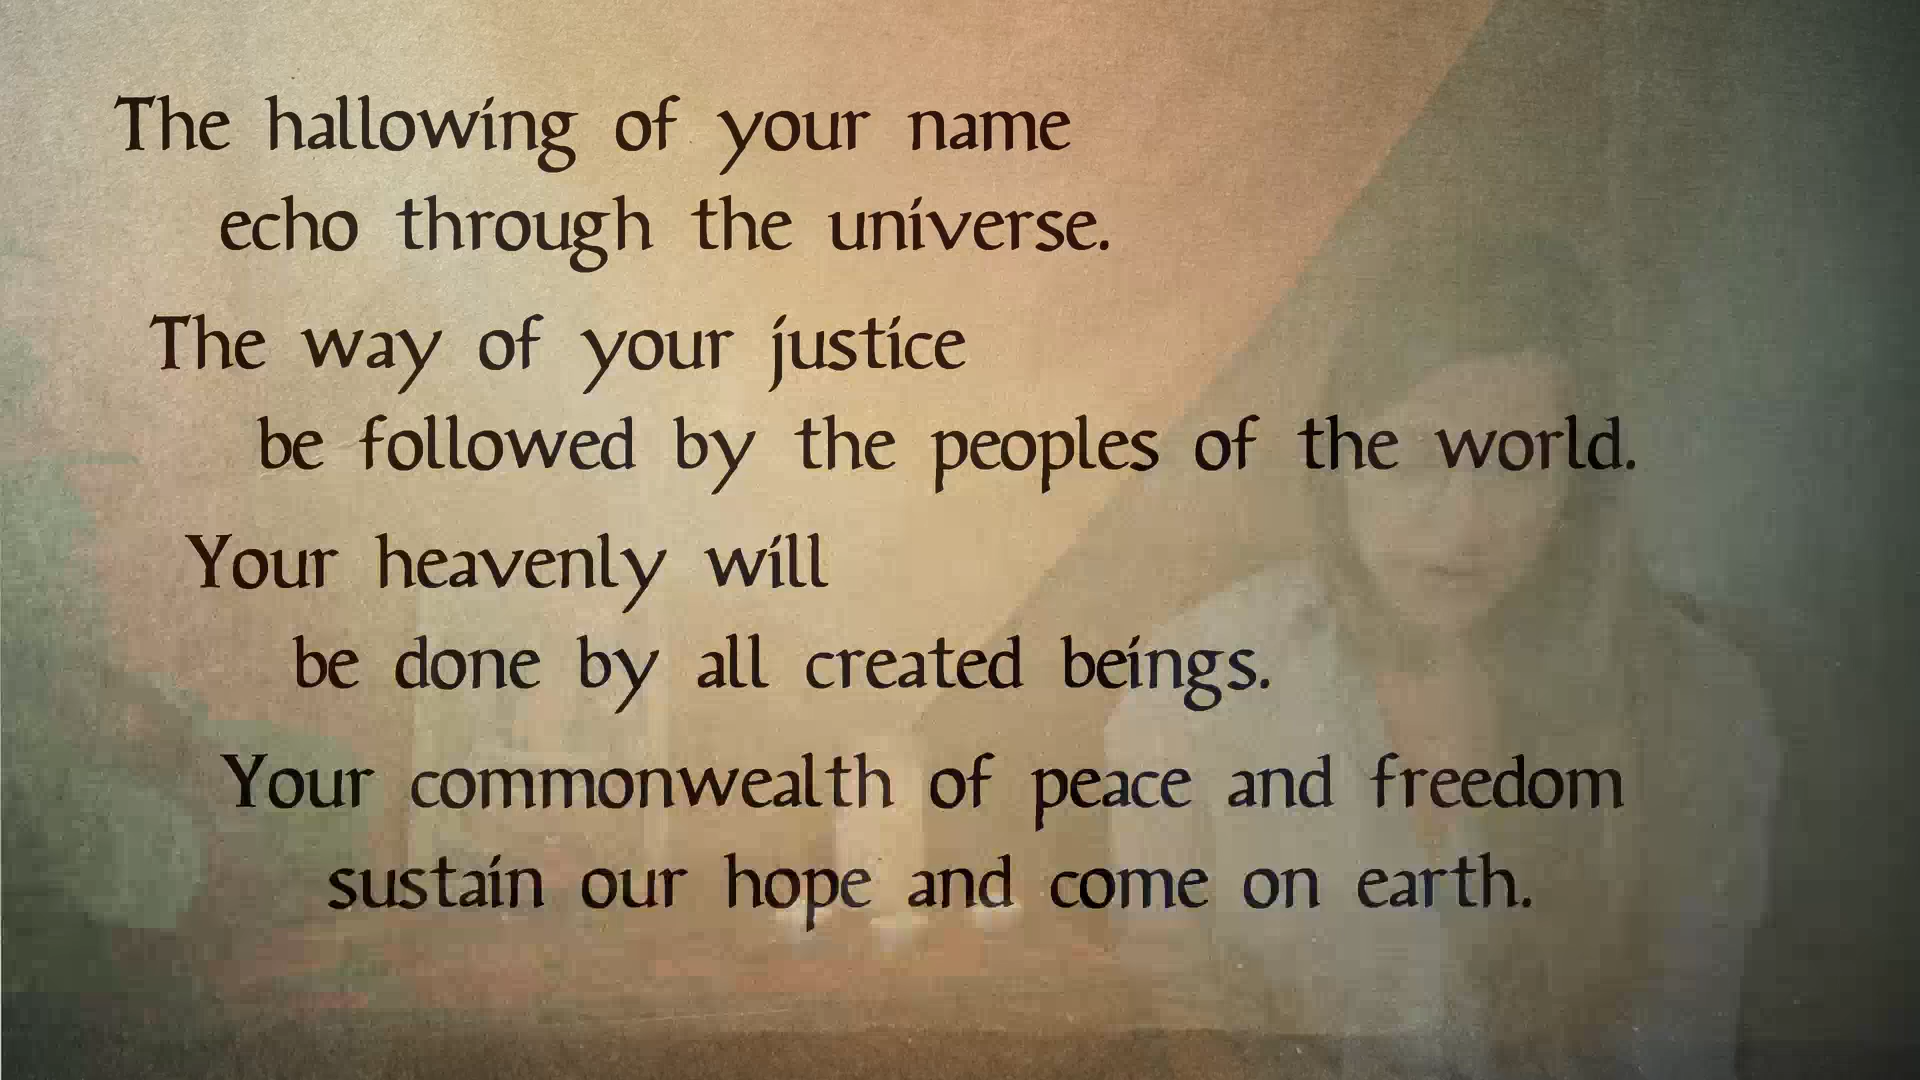 The hallowing of your name
echo through the universe.
The way of your justice
be followed by the peoples of the world.
Your heavenly will
be done by all created beings.
Your commonwealth of peace and freedom
sustain our hope and come on earth.